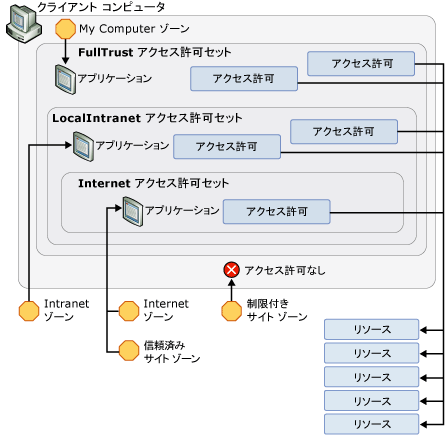 クライアント コンピュータ
My Computer ゾーン
FullTrust アクセス許可セット
アクセス許可
アプリケーション
アクセス許可
LocalIntranet アクセス許可セット
アクセス許可
アプリケーション
アクセス許可
Internet アクセス許可セット
アプリケーション
アクセス許可
アクセス許可なし
Intranet
ゾーン
Internet
ゾーン
制限付き
サイト ゾーン
信頼済み
サイト ゾーン
リソース
リソース
リソース
リソース
リソース